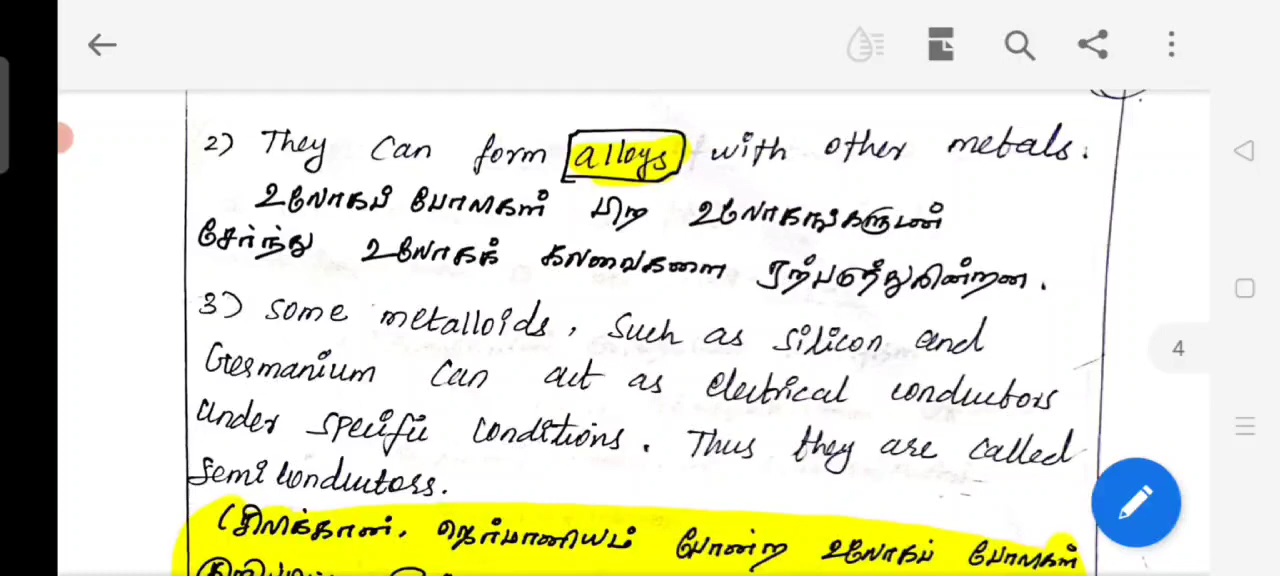 2) They can form alloys with other metals.
உலோகப் போலிகள் பிற உலோகங்களுடன்
சேர்ந்து உலோகக் கலவைகளை ஏற்படுத்துகின்றன.
3) Some metalloids, such as silicon and
Germanium can act as electrical conductors
under specific conditions. Thus they are called
semi conductors.
(சிலிக்கான், ஜெர்மானியம் போன்ற உலோகப் போலிகள்
4